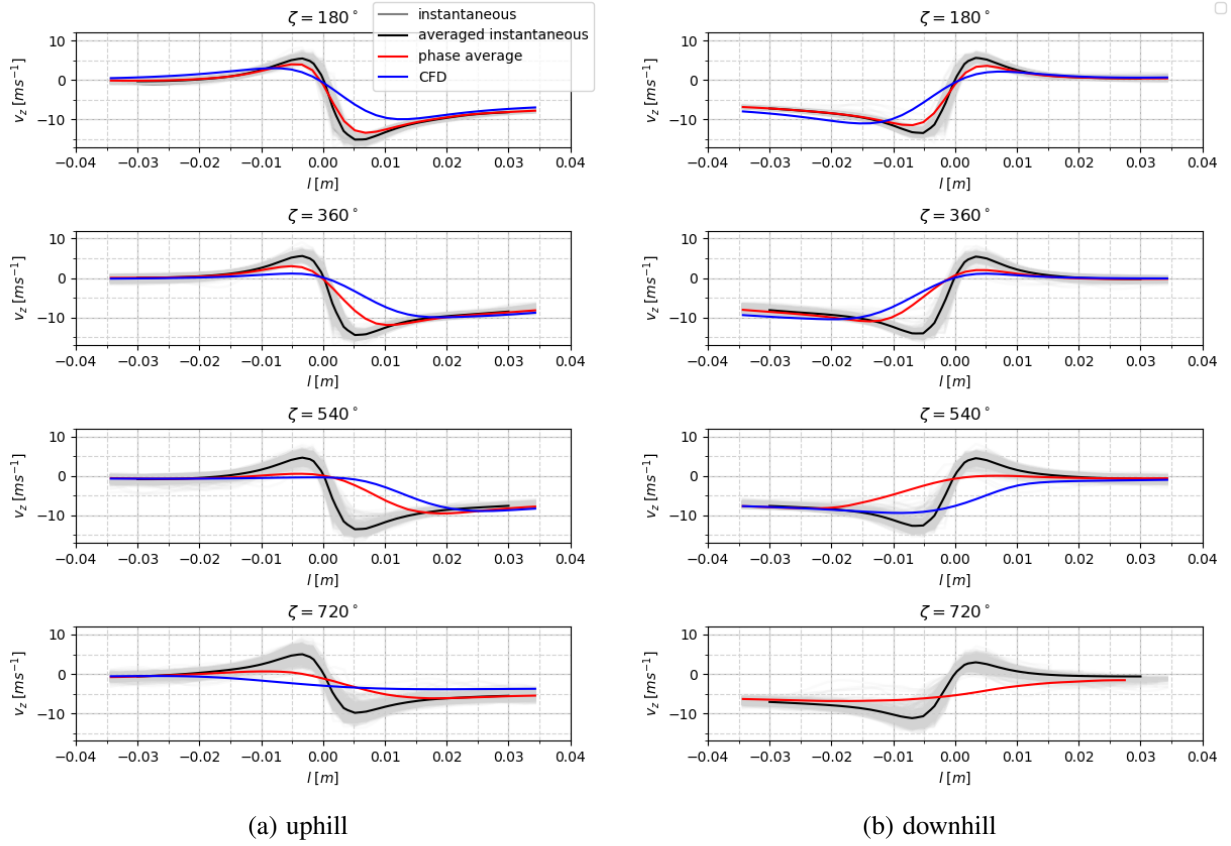 ζ = 180°
instantaneous
averaged instantaneous
phase average
CFD
10
0
−10
v_z [ms⁻¹]
−0.04 −0.03 −0.02 −0.01 0.00 0.01 0.02 0.03 0.04
l [m]
ζ = 360°
10
0
−10
v_z [ms⁻¹]
−0.04 −0.03 −0.02 −0.01 0.00 0.01 0.02 0.03 0.04
l [m]
ζ = 540°
10
0
−10
v_z [ms⁻¹]
−0.04 −0.03 −0.02 −0.01 0.00 0.01 0.02 0.03 0.04
l [m]
ζ = 720°
10
0
−10
v_z [ms⁻¹]
−0.04 −0.03 −0.02 −0.01 0.00 0.01 0.02 0.03 0.04
l [m]
(a) uphill
ζ = 180°
10
0
−10
v_z [ms⁻¹]
−0.04 −0.03 −0.02 −0.01 0.00 0.01 0.02 0.03 0.04
l [m]
ζ = 360°
10
0
−10
v_z [ms⁻¹]
−0.04 −0.03 −0.02 −0.01 0.00 0.01 0.02 0.03 0.04
l [m]
ζ = 540°
10
0
−10
v_z [ms⁻¹]
−0.04 −0.03 −0.02 −0.01 0.00 0.01 0.02 0.03 0.04
l [m]
ζ = 720°
10
0
−10
v_z [ms⁻¹]
−0.04 −0.03 −0.02 −0.01 0.00 0.01 0.02 0.03 0.04
l [m]
(b) downhill